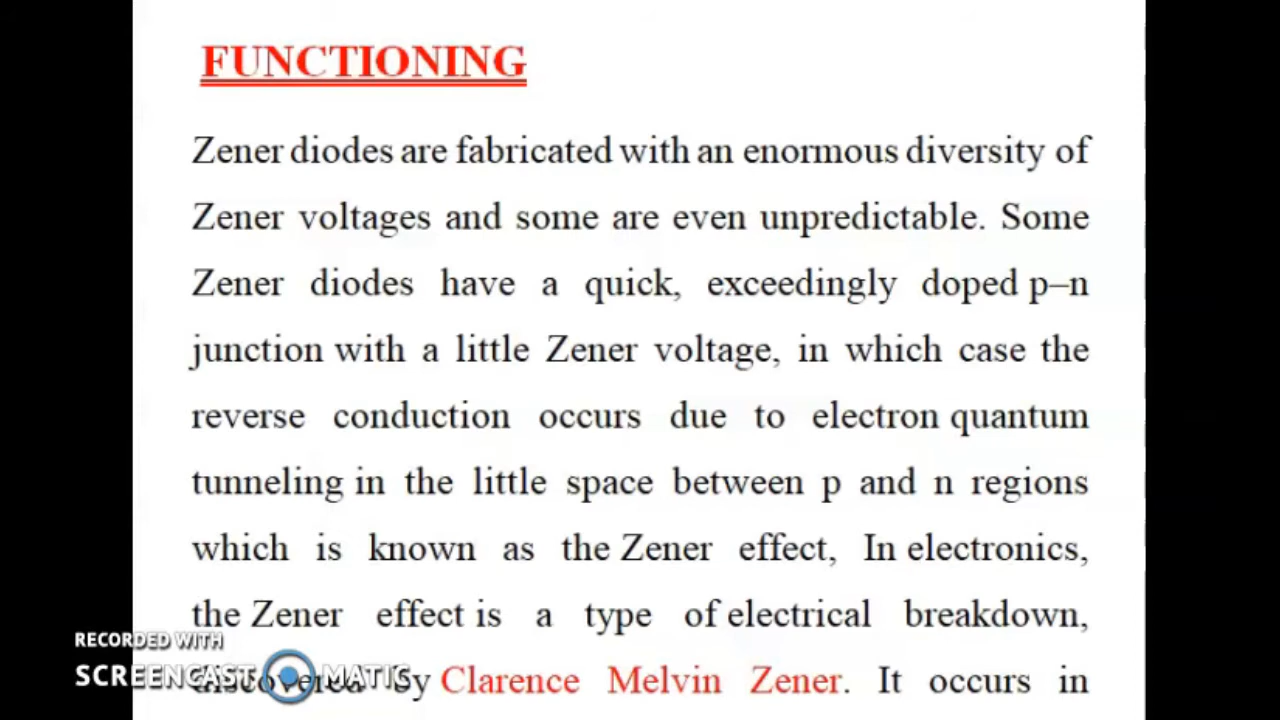 FUNCTIONING
Zener diodes are fabricated with an enormous diversity of
Zener voltages and some are even unpredictable. Some
Zener diodes have a quick, exceedingly doped p–n
junction with a little Zener voltage, in which case the
reverse conduction occurs due to electron quantum
tunneling in the little space between p and n regions
which is known as the Zener effect, In electronics,
the Zener effect is a type of electrical breakdown,
discovered by Clarence Melvin Zener. It occurs in
RECORDED WITH
SCREENCAST MATIC